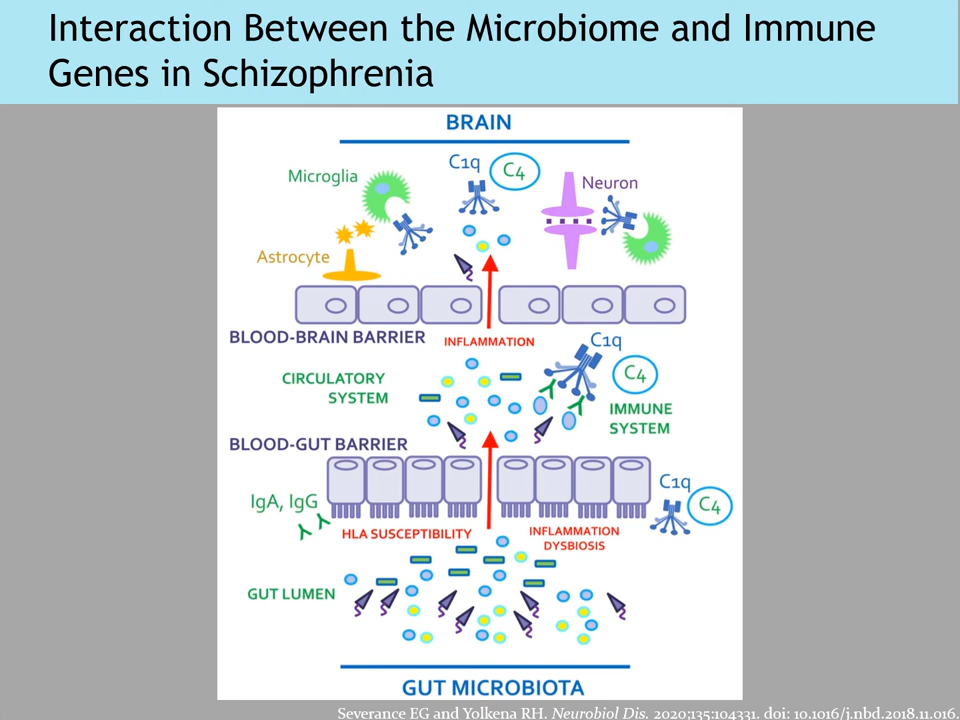 Interaction Between the Microbiome and Immune
Genes in Schizophrenia
BRAIN
C1q
C4
Microglia
Neuron
Astrocyte
BLOOD-BRAIN BARRIER
INFLAMMATION
C1q
CIRCULATORY
SYSTEM
C4
IMMUNE
SYSTEM
BLOOD-GUT BARRIER
C1q
C4
IgA, IgG
HLA SUSCEPTIBILITY
INFLAMMATION
DYSBIOSIS
GUT LUMEN
GUT MICROBIOTA
Severance EG and Yolkena RH. Neurobiol Dis. 2020;135:104331. doi: 10.1016/j.nbd.2018.11.016.